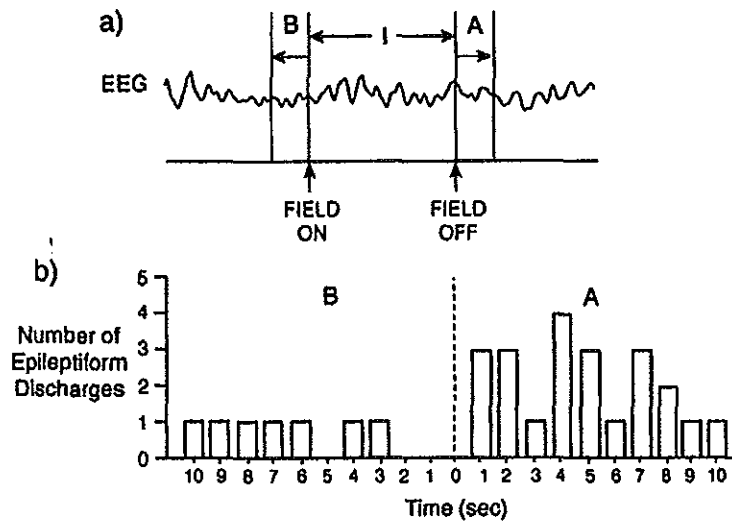 a)
B
I
A
EEG
FIELD
ON
FIELD
OFF
b)
B
A
Number of
Epileptiform
Discharges
5
4
3
2
1
0
10 9 8 7 6 5 4 3 2 1 0 1 2 3 4 5 6 7 8 9 10
Time (sec)